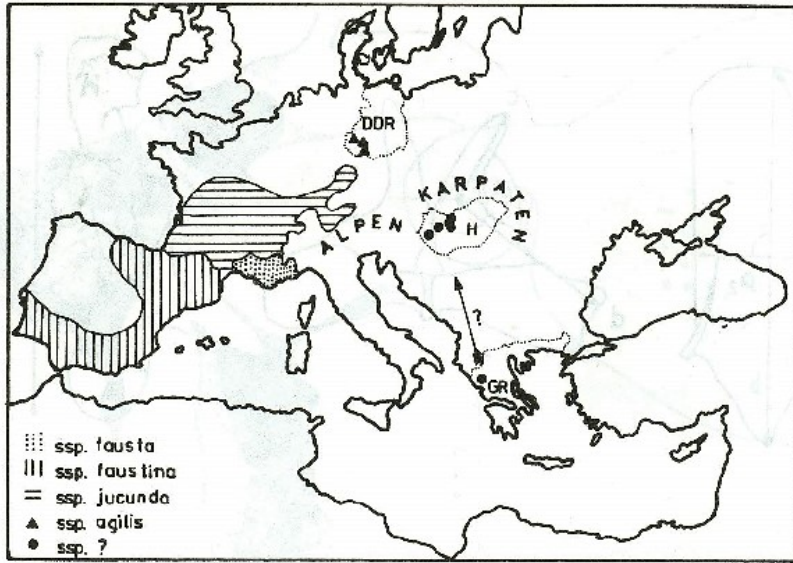 DDR
KARPATEN
ALPEN
H
?
GR
ssp. fausta
ssp. faustina
ssp. jucunda
ssp. agilis
ssp. ?